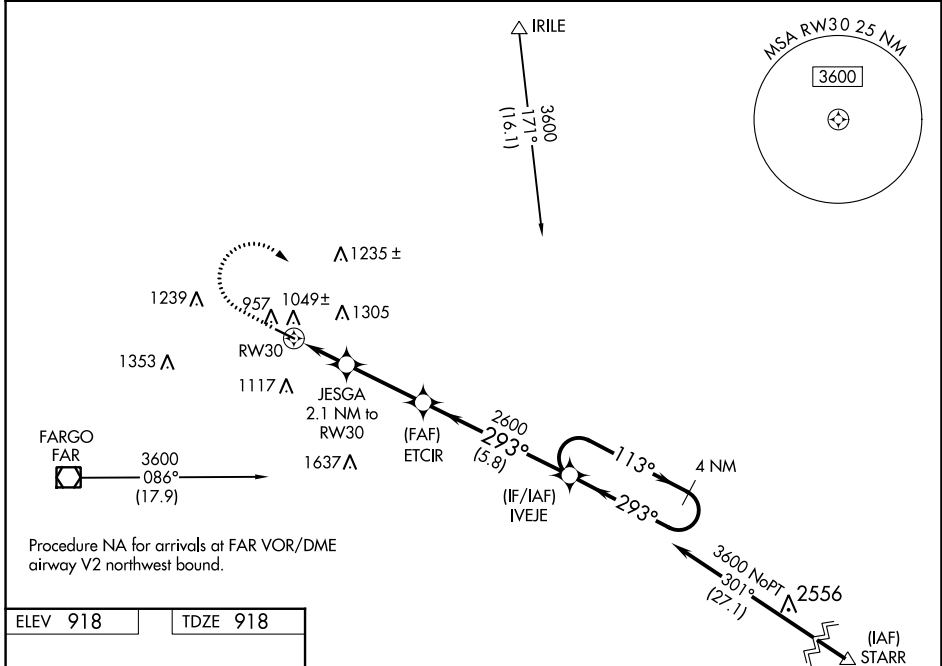 IRILE
3600
171°
(16.1)
MSA RW30 25 NM
3600
1235 ±
1239
957
1049±
1305
RW30
1353
1117
JESGA
2.1 NM to
RW30
(FAF)
ETCIR
2600
293°
(5.8)
1637
FARGO
FAR
3600
086°
(17.9)
(IF/IAF)
IVEJE
113°
4 NM
293°
Procedure NA for arrivals at FAR VOR/DME
airway V2 northwest bound.
3600 NoPT
301°
(27.1)
2556
(IAF)
STARR
ELEV 918
TDZE 918